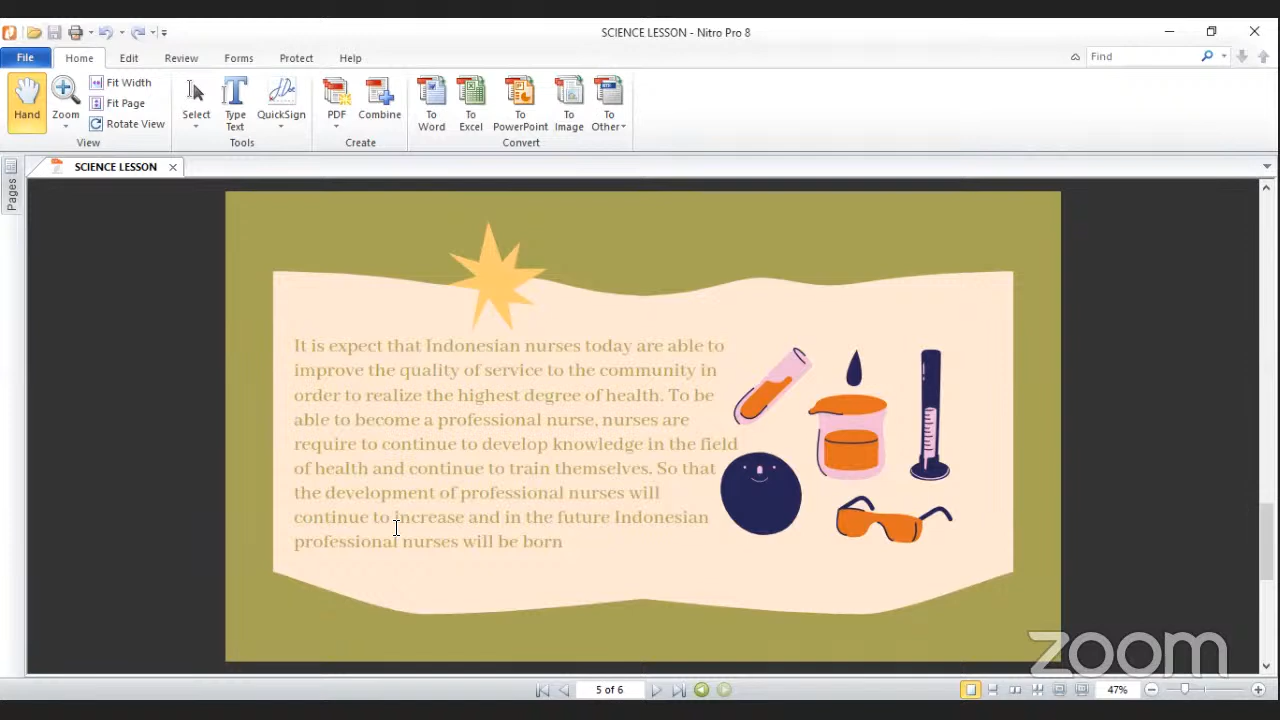 SCIENCE LESSON - Nitro Pro 8
File Home Edit Review Forms Protect Help
Find
Hand
Zoom
Fit Width
Fit Page
Rotate View
View
Select
Type Text
QuickSign
Tools
PDF
Combine
Create
To Word
To Excel
To PowerPoint
To Image
To Other
Convert
SCIENCE LESSON
Pages
It is expect that Indonesian nurses today are able to
improve the quality of service to the community in
order to realize the highest degree of health. To be
able to become a professional nurse, nurses are
require to continue to develop knowledge in the field
of health and continue to train themselves. So that
the development of professional nurses will
continue to increase and in the future Indonesian
professional nurses will be born
zoom
5 of 6
47%